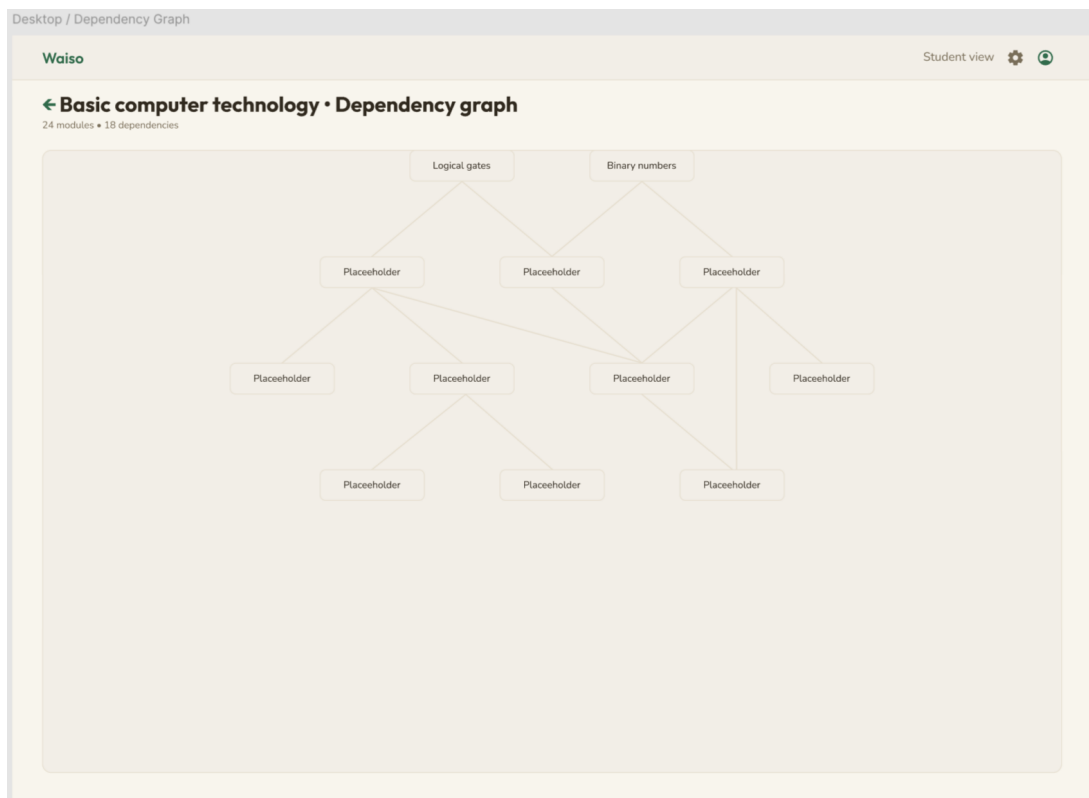 Desktop / Dependency Graph
Waiso
Student view
Basic computer technology • Dependency graph
24 modules • 18 dependencies
Logical gates
Binary numbers
Placeeholder
Placeeholder
Placeeholder
Placeeholder
Placeeholder
Placeeholder
Placeeholder
Placeeholder
Placeeholder
Placeeholder